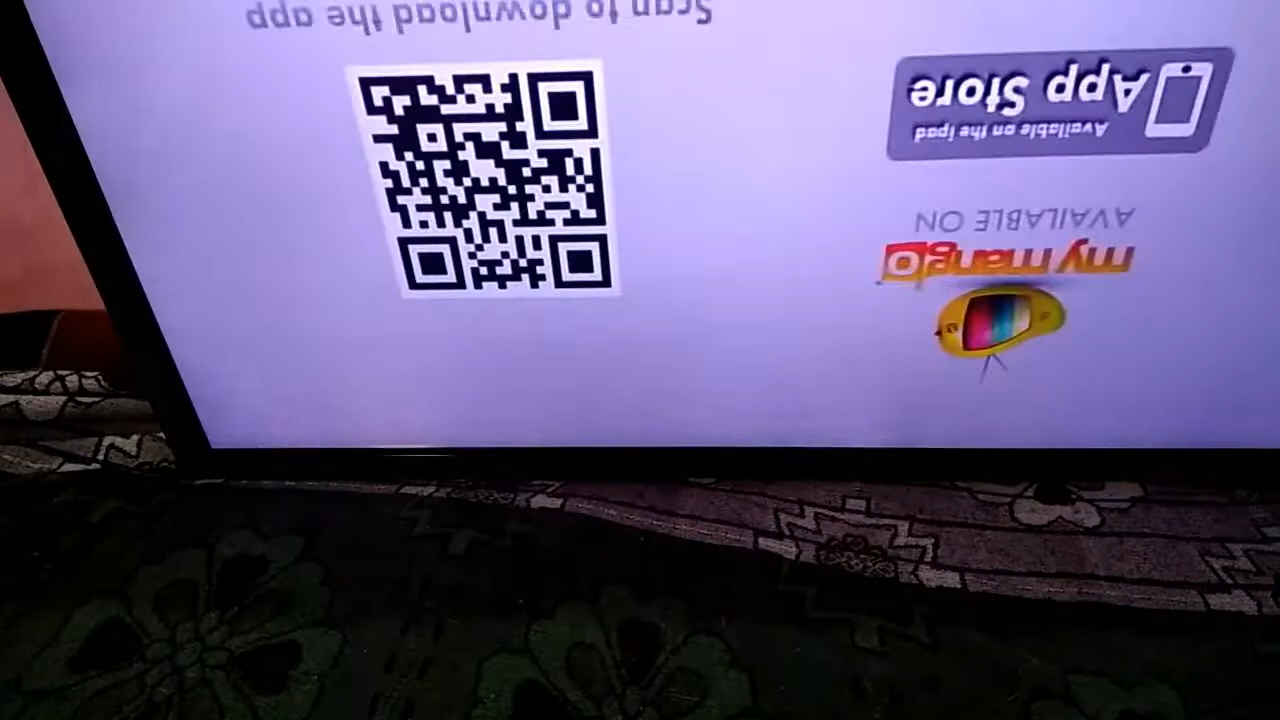 my mango
AVAILABLE ON
Available on the ipad
App Store
Scan to download the app